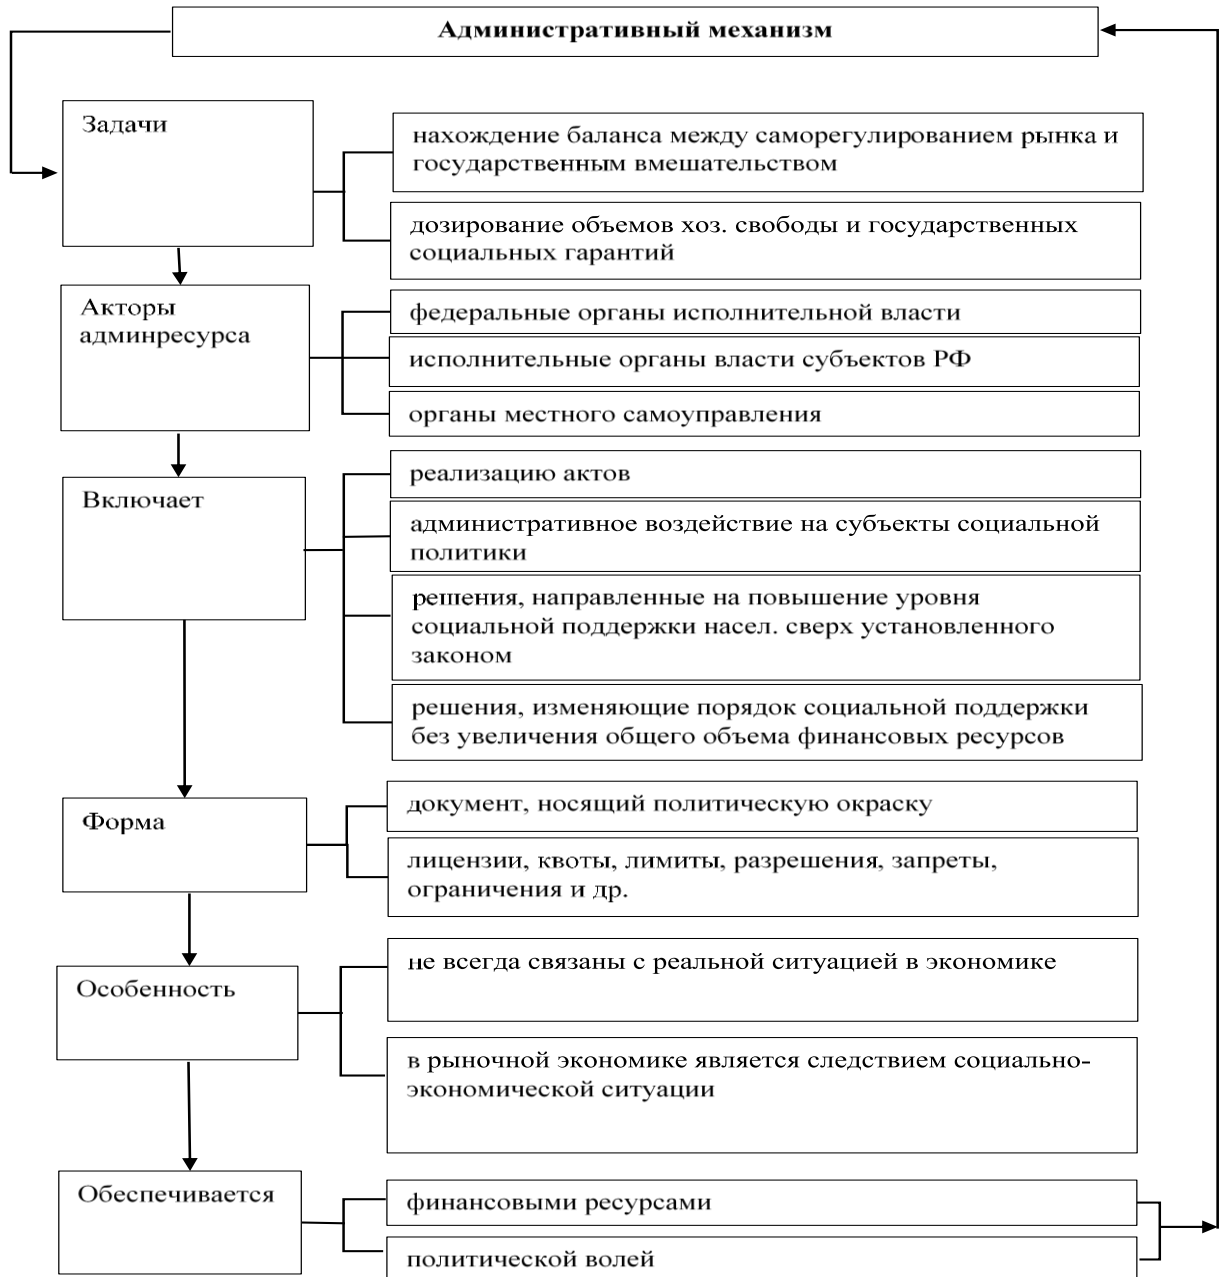 Административный механизм
Задачи
нахождение баланса между саморегулированием рынка и
государственным вмешательством
дозирование объемов хоз. свободы и государственных
социальных гарантий
Акторы
админресурса
федеральные органы исполнительной власти
исполнительные органы власти субъектов РФ
органы местного самоуправления
Включает
реализацию актов
административное воздействие на субъекты социальной
политики
решения, направленные на повышение уровня
социальной поддержки насел. сверх установленного
законом
решения, изменяющие порядок социальной поддержки
без увеличения общего объема финансовых ресурсов
Форма
документ, носящий политическую окраску
лицензии, квоты, лимиты, разрешения, запреты,
ограничения и др.
Особенность
не всегда связаны с реальной ситуацией в экономике
в рыночной экономике является следствием социально-
экономической ситуации
Обеспечивается
финансовыми ресурсами
политической волей